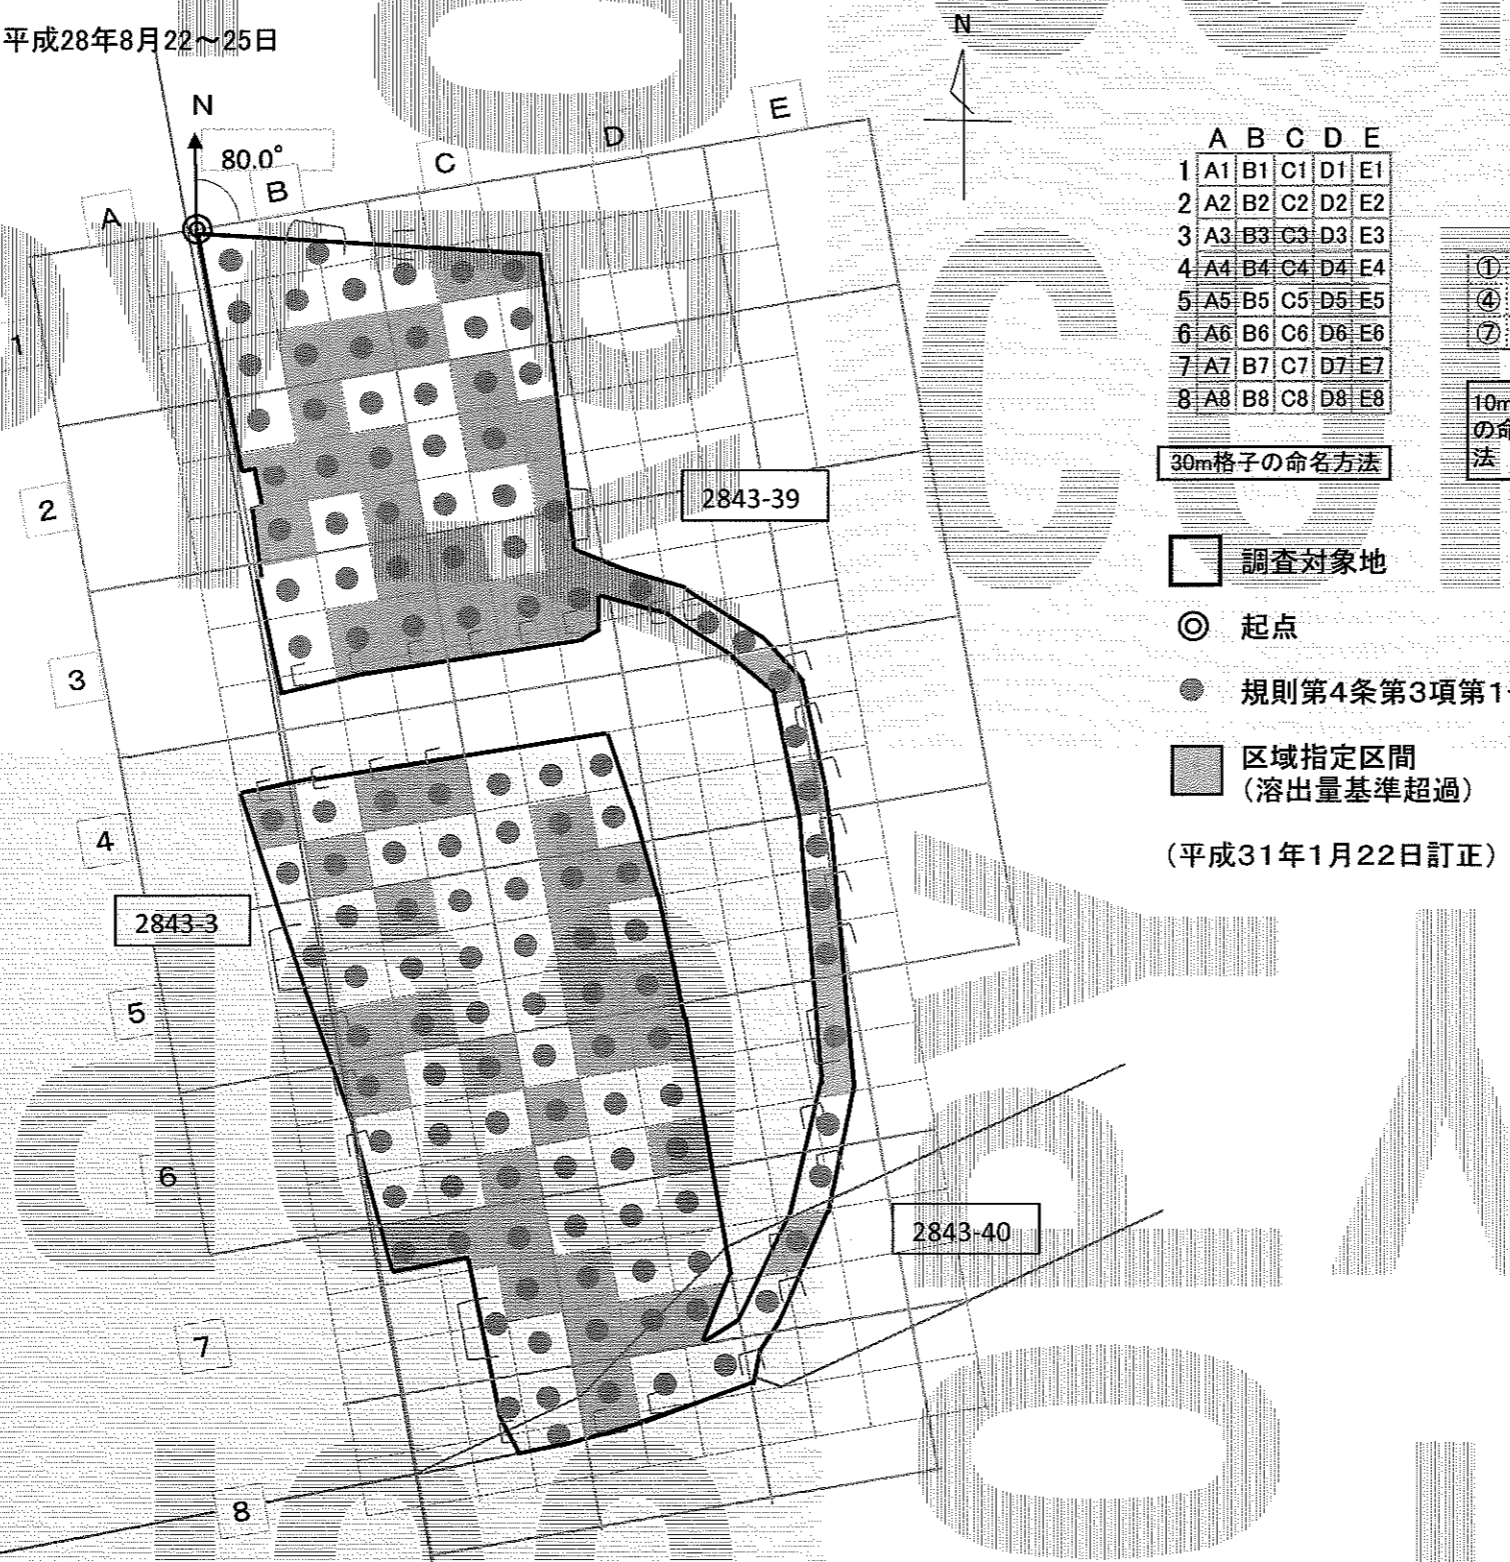 平成28年8月22～25日
N
N
80.0°
A
B
C
D
E
1
2
3
4
5
6
7
8
2843-39
2843-3
2843-40
A B C D E
1 A1 B1 C1 D1 E1
2 A2 B2 C2 D2 E2
3 A3 B3 C3 D3 E3
4 A4 B4 C4 D4 E4
5 A5 B5 C5 D5 E5
6 A6 B6 C6 D6 E6
7 A7 B7 C7 D7 E7
8 A8 B8 C8 D8 E8
30m格子の命名方法
①
④
⑦
10m
の命
法
調査対象地
起点
規則第4条第3項第1
区域指定区間
(溶出量基準超過)
(平成31年1月22日訂正)